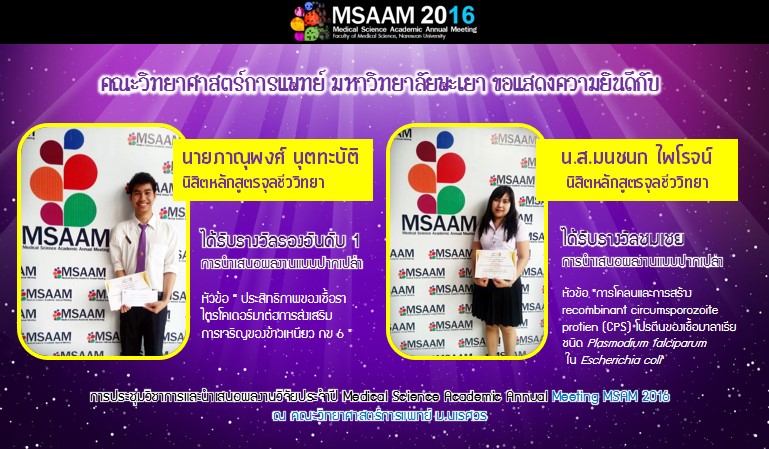 MSAAM 2016
Medical Science Academic Annual Meeting
Faculty of Medical Science, Naresuan University
คณะวิทยาศาสตร์การแพทย์ มหาวิทยาลัยพะเยา ขอแสดงความยินดีกับ
MSAAM
MSAAM
Medical Science Academic Annual Meeting
นายภาณุพงศ์ นุตทะบัติ
นิสิตหลักสูตรจุลชีววิทยา
ได้รับรางวัลรองอันดับ 1
การนำเสนอผลงานแบบปากเปล่า
หัวข้อ " ประสิทธิภาพของเชื้อรา
ไตรโคเดอร์มาต่อการส่งเสริม
การเจริญของข้าวเหนียว กข 6 "
MSAAM
MSAAM
Medical Science Academic Annual Meeting
น.ส.มนชนก ไพโรจน์
นิสิตหลักสูตรจุลชีววิทยา
ได้รับรางวัลชมเชย
การนำเสนอผลงานแบบปากเปล่า
หัวข้อ "การโคลนและการสร้าง
recombinant circumsporozoite
protien (CPS) โปรตีนของเชื้อมาลาเรีย
ชนิด Plasmodium falciparum
ใน Escherichia coli"
การประชุมวิชาการและนำเสนอผลงานวิจัยประจำปี Medical Science Academic Annual Meeting MSAM 2016
ณ คณะวิทยาศาสตร์การแพทย์ ม.นเรศวร